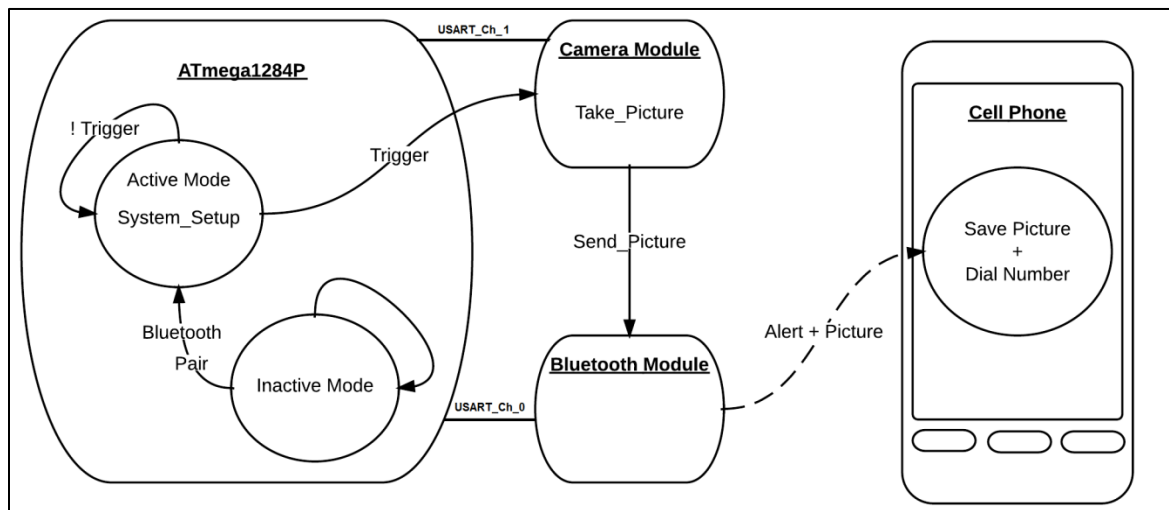 USART_Ch_1
ATmega1284P
! Trigger
Active Mode
System_Setup
Trigger
Bluetooth
Pair
Inactive Mode
USART_Ch_0
Camera Module
Take_Picture
Send_Picture
Bluetooth Module
Alert + Picture
Cell Phone
Save Picture
+
Dial Number